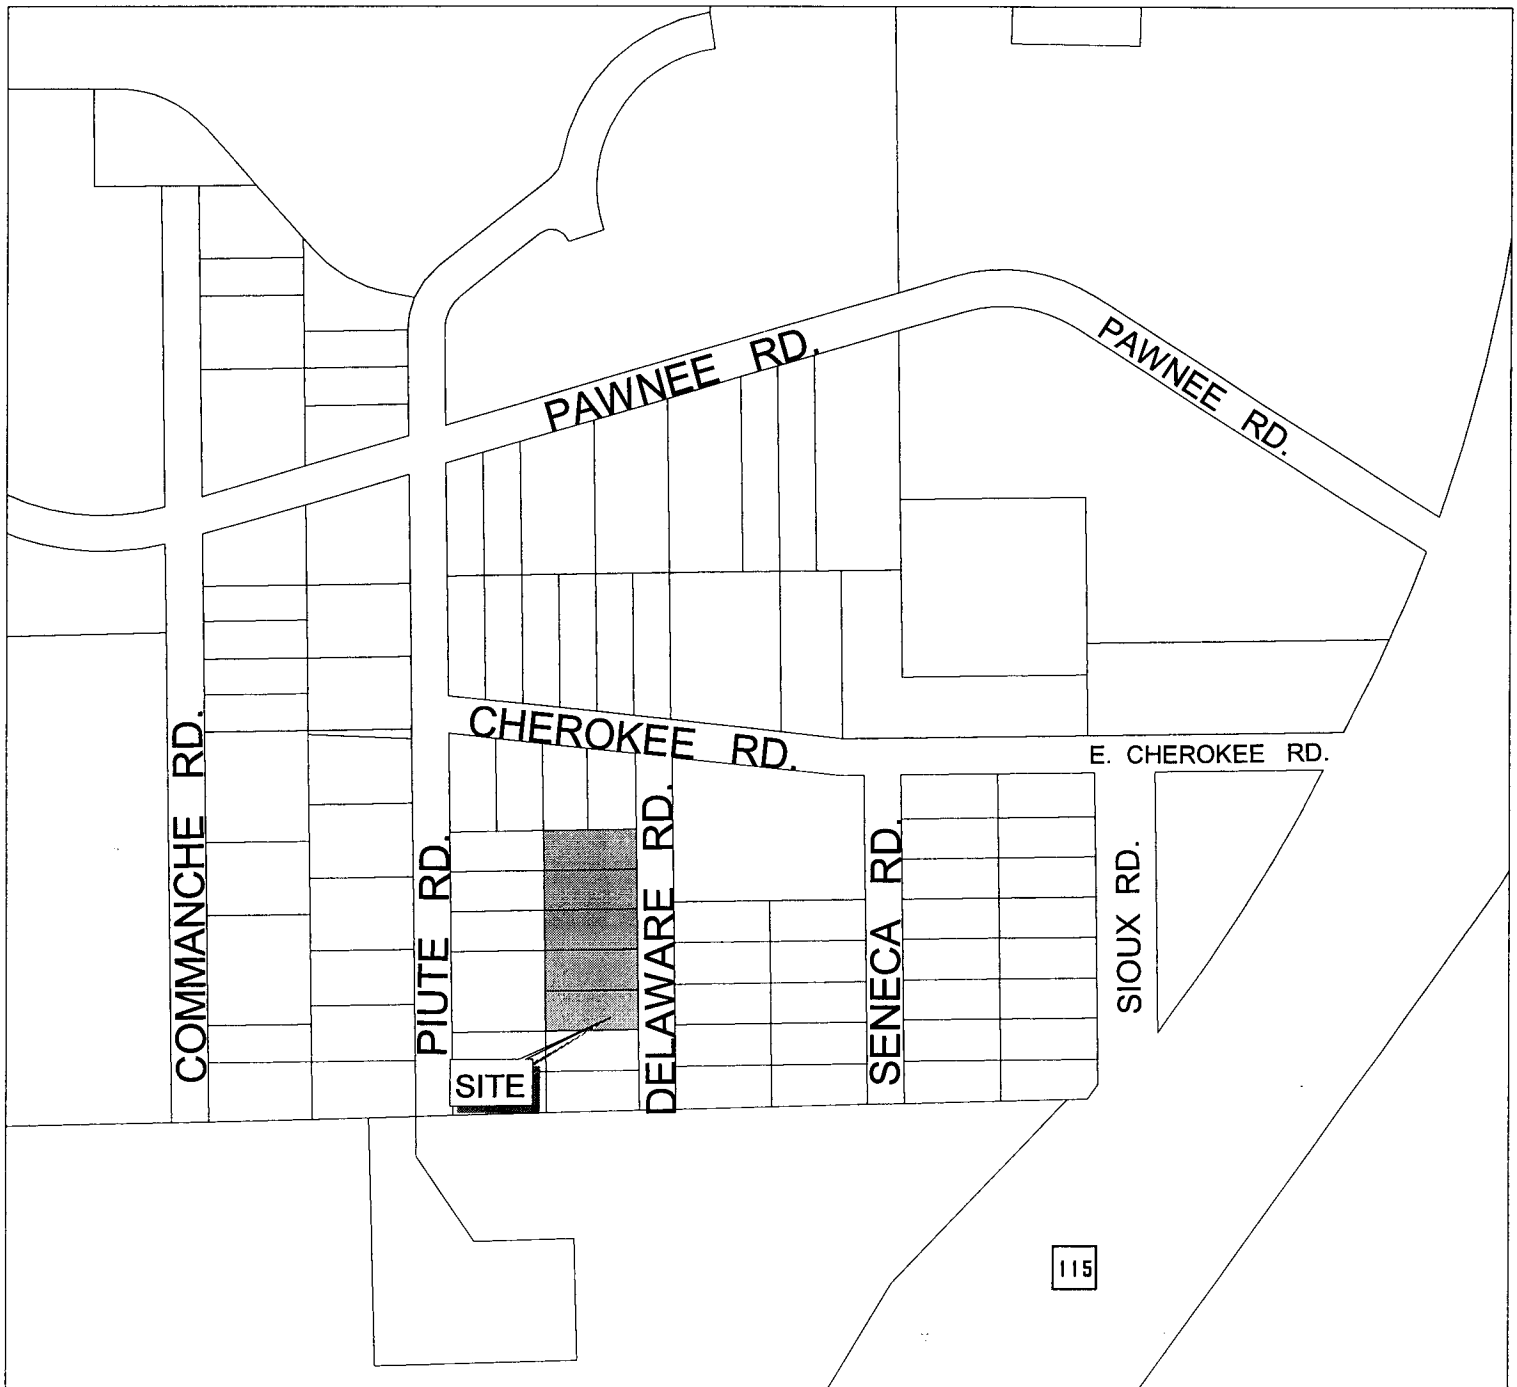 PAWNEE RD.
PAWNEE RD.
CHEROKEE RD.
E. CHEROKEE RD.
COMMANCHE RD.
PIUTE RD.
DELAWARE RD.
SENECA RD.
SIOUX RD.
SITE
115